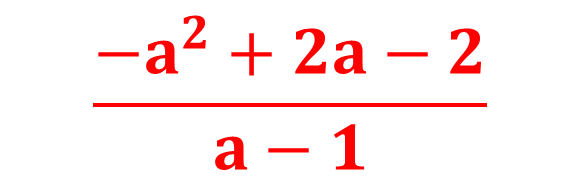 −a² + 2a − 2
a − 1